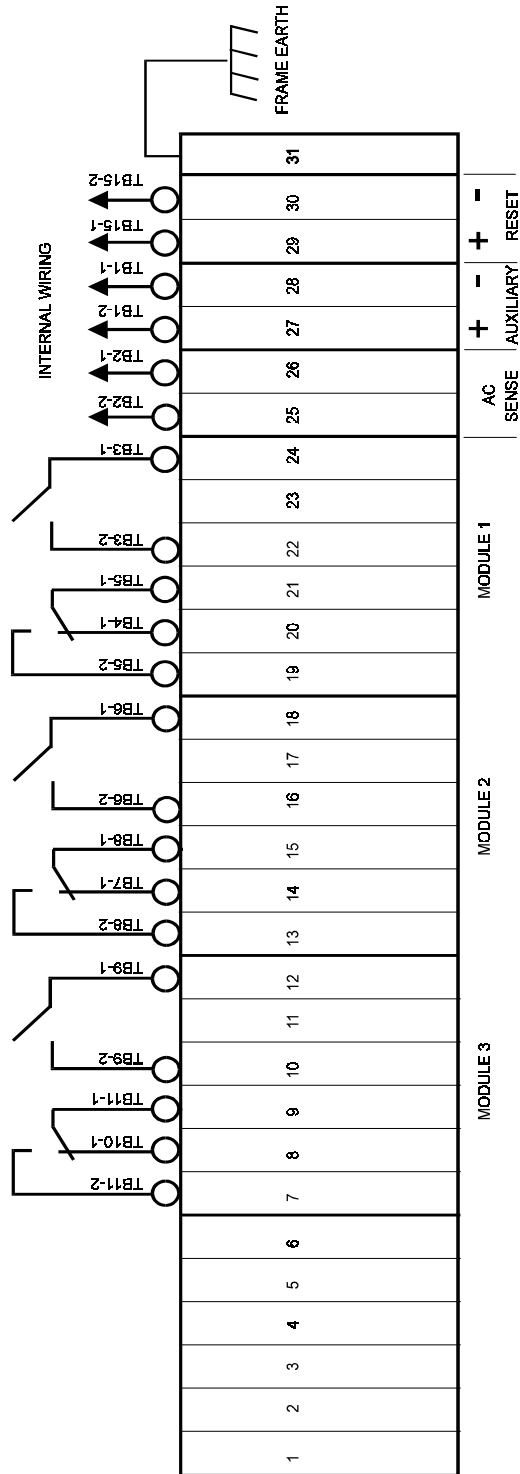 FRAME EARTH
INTERNAL WIRING
TB15-2
TB15-1
TB1-1
TB1-2
TB2-1
TB2-2
TB3-1
TB3-2
TB5-1
TB4-1
TB5-2
TB6-1
TB6-2
TB8-1
TB7-1
TB8-2
TB9-1
TB9-2
TB11-1
TB10-1
TB11-2
31
30
29
28
27
26
25
24
23
22
21
20
19
18
17
16
15
14
13
12
11
10
9
8
7
6
5
4
3
2
1
+ -
RESET
+ -
AUXILIARY
AC
SENSE
MODULE 1
MODULE 2
MODULE 3